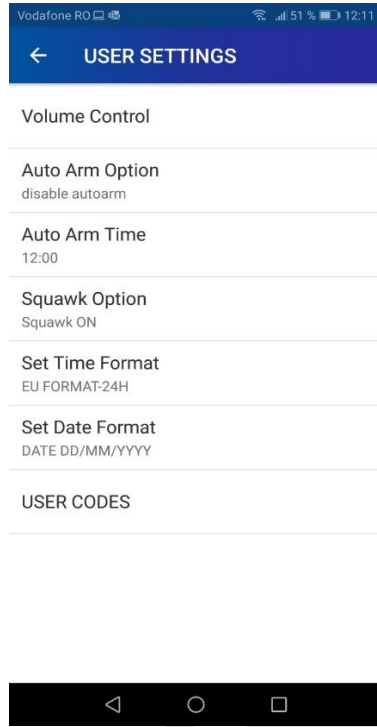 Vodafone RO 51 % 12:11
USER SETTINGS
Volume Control
Auto Arm Option
disable autoarm
Auto Arm Time
12:00
Squawk Option
Squawk ON
Set Time Format
EU FORMAT-24H
Set Date Format
DATE DD/MM/YYYY
USER CODES